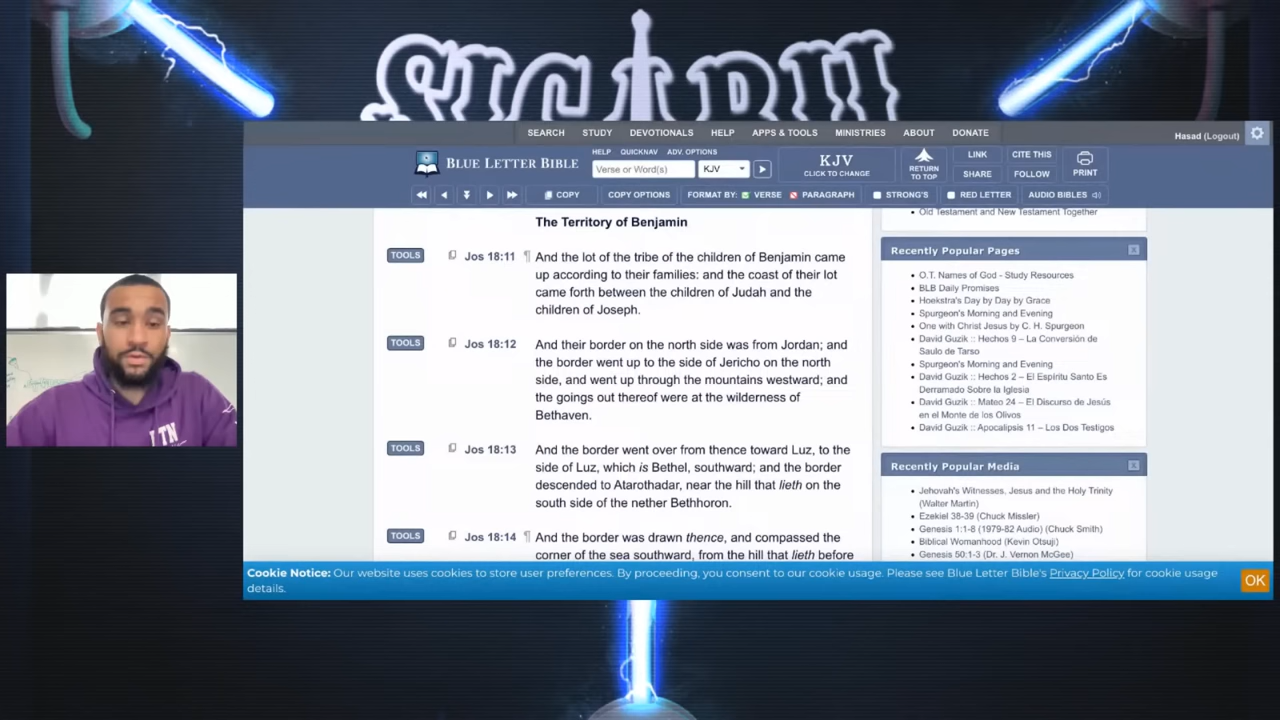 SICARII
SEARCH STUDY DEVOTIONALS HELP APPS & TOOLS MINISTRIES ABOUT DONATE
Hasad (Logout)
BLUE LETTER BIBLE
HELP QUICKNAV ADV. OPTIONS
Verse or Word(s) KJV
KJV
CLICK TO CHANGE
RETURN
TO TOP
LINK CITE THIS
SHARE FOLLOW
PRINT
COPY COPY OPTIONS FORMAT BY: VERSE PARAGRAPH STRONG'S RED LETTER AUDIO BIBLES
The Territory of Benjamin
TOOLS Jos 18:11 ¶ And the lot of the tribe of the children of Benjamin came
up according to their families: and the coast of their lot
came forth between the children of Judah and the
children of Joseph.
TOOLS Jos 18:12 And their border on the north side was from Jordan; and
the border went up to the side of Jericho on the north
side, and went up through the mountains westward; and
the goings out thereof were at the wilderness of
Bethaven.
TOOLS Jos 18:13 And the border went over from thence toward Luz, to the
side of Luz, which is Bethel, southward; and the border
descended to Atarothadar, near the hill that lieth on the
south side of the nether Bethhoron.
TOOLS Jos 18:14 ¶ And the border was drawn thence, and compassed the
corner of the sea southward, from the hill that lieth before
Old Testament and New Testament Together
Recently Popular Pages
O.T. Names of God - Study Resources
BLB Daily Promises
Hoekstra's Day by Day by Grace
Spurgeon's Morning and Evening
One with Christ Jesus by C. H. Spurgeon
David Guzik :: Hechos 9 – La Conversión de
Saulo de Tarso
Spurgeon's Morning and Evening
David Guzik :: Hechos 2 – El Espíritu Santo Es
Derramado Sobre la Iglesia
David Guzik :: Mateo 24 – El Discurso de Jesús
en el Monte de los Olivos
David Guzik :: Apocalipsis 11 – Los Dos Testigos
Recently Popular Media
Jehovah's Witnesses, Jesus and the Holy Trinity
(Walter Martin)
Ezekiel 38-39 (Chuck Missler)
Genesis 1:1-8 (1979-82 Audio) (Chuck Smith)
Biblical Womanhood (Kevin Otsuji)
Genesis 50:1-3 (Dr. J. Vernon McGee)
Cookie Notice: Our website uses cookies to store user preferences. By proceeding, you consent to our cookie usage. Please see Blue Letter Bible's Privacy Policy for cookie usage
details.
OK
LTN